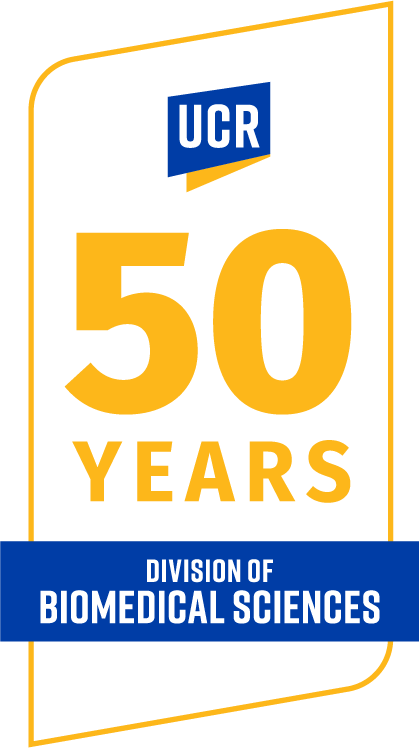 UCR
50
YEARS
DIVISION OF
BIOMEDICAL SCIENCES